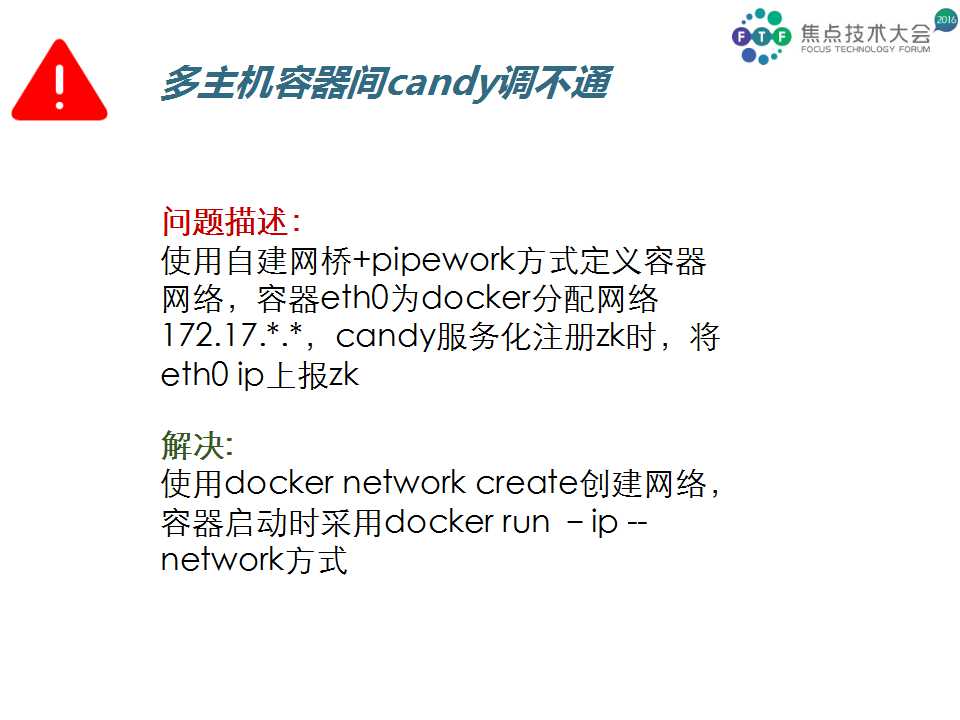 FTF 焦点技术大会 2016
FOCUS TECHNOLOGY FORUM
多主机容器间candy调不通
问题描述：
使用自建网桥+pipework方式定义容器
网络，容器eth0为docker分配网络
172.17.*.*，candy服务化注册zk时，将
eth0 ip上报zk
解决:
使用docker network create创建网络，
容器启动时采用docker run –ip --
network方式